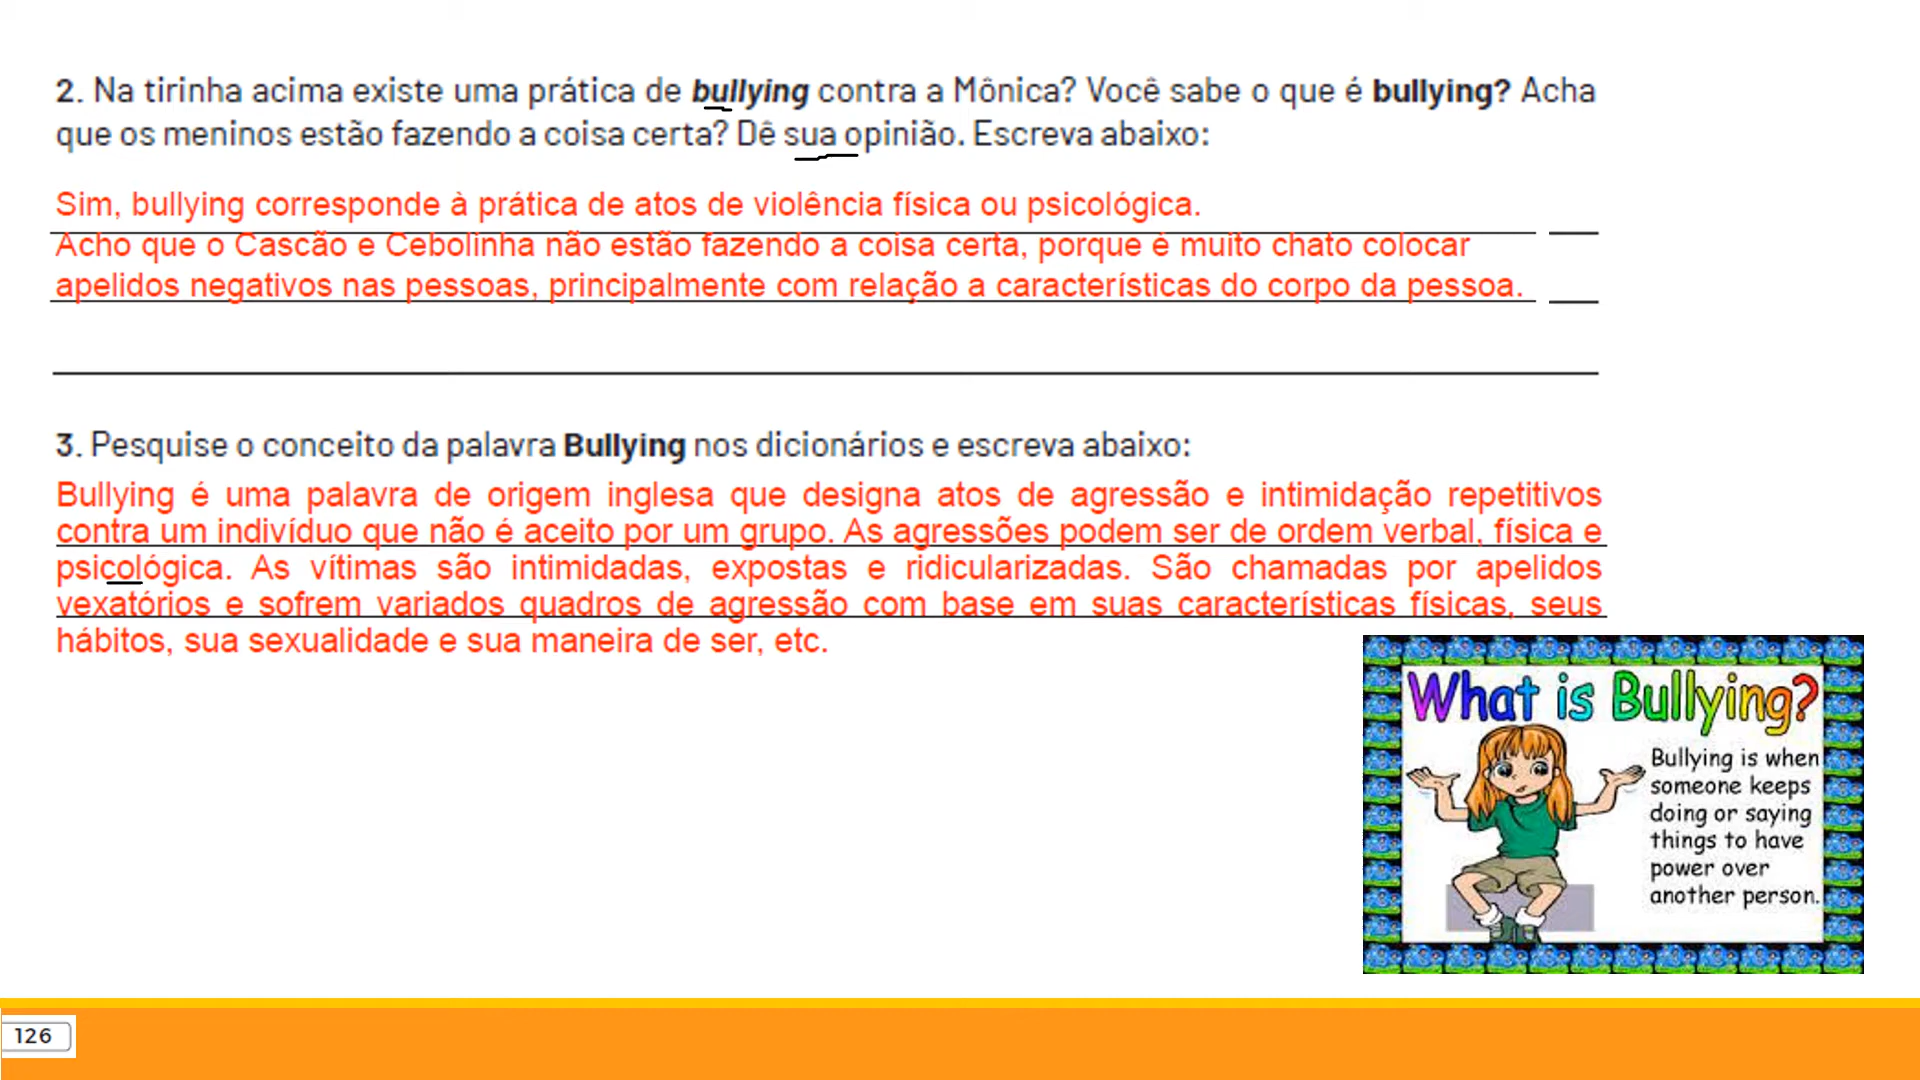 2. Na tirinha acima existe uma prática de bullying contra a Mônica? Você sabe o que é bullying? Acha
que os meninos estão fazendo a coisa certa? Dê sua opinião. Escreva abaixo:
Sim, bullying corresponde à prática de atos de violência física ou psicológica.
Acho que o Cascão e Cebolinha não estão fazendo a coisa certa, porque é muito chato colocar
apelidos negativos nas pessoas, principalmente com relação a características do corpo da pessoa.
3. Pesquise o conceito da palavra Bullying nos dicionários e escreva abaixo:
Bullying é uma palavra de origem inglesa que designa atos de agressão e intimidação repetitivos
contra um indivíduo que não é aceito por um grupo. As agressões podem ser de ordem verbal, física e
psicológica. As vítimas são intimidadas, expostas e ridicularizadas. São chamadas por apelidos
vexatórios e sofrem variados quadros de agressão com base em suas características físicas, seus
hábitos, sua sexualidade e sua maneira de ser, etc.
What is Bullying?
Bullying is when
someone keeps
doing or saying
things to have
power over
another person.
126